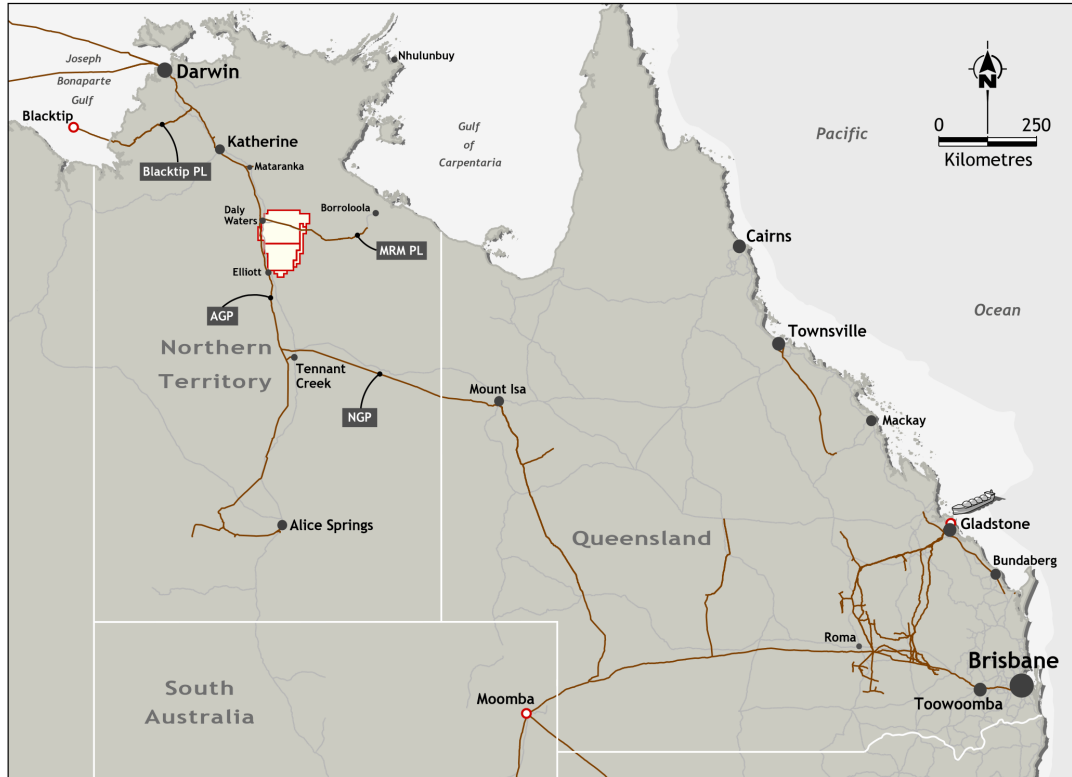 Nhulunbuy
Joseph
Bonaparte
Gulf
Darwin
Blacktip
Gulf
of
Carpentaria
Pacific
N
0 250
Kilometres
Katherine
Mataranka
Blacktip PL
Daly
Waters
Borroloola
MRM PL
Cairns
Elliott
AGP
Ocean
Townsville
Northern
Territory
Tennant
Creek
NGP
Mount Isa
Mackay
Alice Springs
Queensland
Gladstone
Bundaberg
Roma
Brisbane
Toowoomba
South
Australia
Moomba